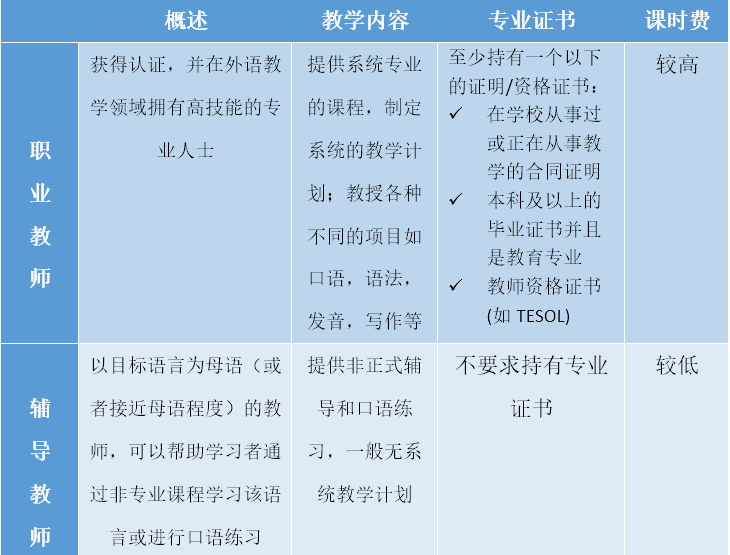 概述
教学内容
专业证书
课时费
职
业
教
师
获得认证，并在外语教
学领域拥有高技能的专
业人士
提供系统专业
的课程，制定
系统的教学计
划；教授各种
不同的项目如
口语，语法，
发音，写作等
至少持有一个以下
的证明/资格证书：
✓ 在学校从事过
或正在从事教
学的合同证明
✓ 本科及以上的
毕业证书并且
是教育专业
✓ 教师资格证书
(如 TESOL)
较高
辅
导
教
师
以目标语言为母语（或
者接近母语程度）的教
师，可以帮助学习者通
过非专业课程学习该语
言或进行口语练习
提供非正式辅
导和口语练
习，一般无系
统教学计划
不要求持有专业
证书
较低